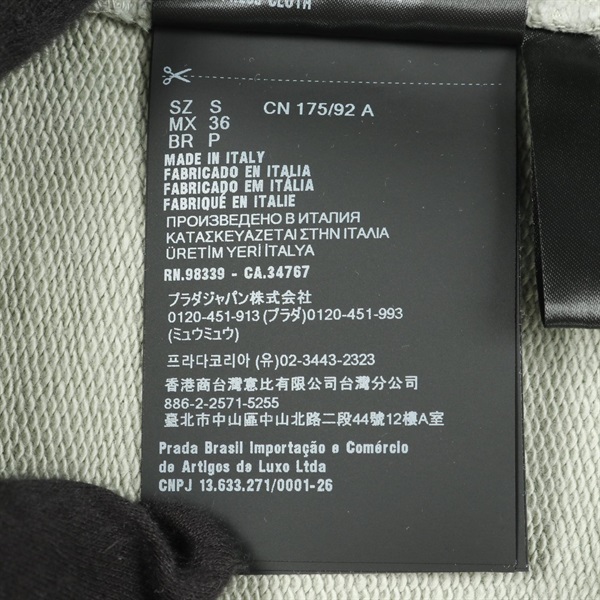 CLOTH
SZ S CN 175/92 A
MX 36
BR P
MADE IN ITALY
FABRICADO EN ITALIA
FABRICADO EM ITÁLIA
FABRIQUÉ EN ITALIE
ПРОИЗВЕДЕНО В ИТАЛИЯ
ΚΑΤΑΣΚΕΥΑΖΕΤΑΙ ΣΤΗΝ ΙΤΑΛΙΑ
ÜRETİM YERİ İTALYA
RN.98339 - CA.34767
プラダジャパン株式会社
0120-451-913 (プラダ) 0120-451-993
(ミュウミュウ)
프라다코리아 (유) 02-3443-2323
香港商台灣意比有限公司台灣分公司
886-2-2571-5255
臺北市中山區中山北路二段44號12樓A室
Prada Brasil Importação e Comércio
de Artigos de Luxo Ltda
CNPJ 13.633.271/0001-26